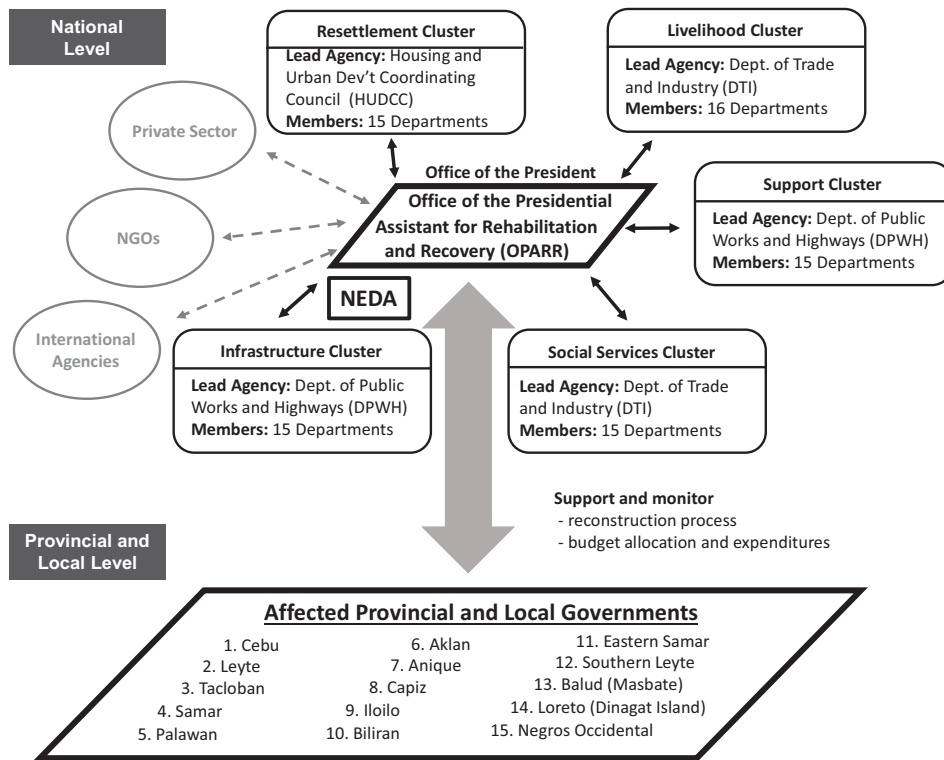 National
Level
Resettlement Cluster
Lead Agency: Housing and
Urban Dev't Coordinating
Council (HUDCC)
Members: 15 Departments
Livelihood Cluster
Lead Agency: Dept. of Trade
and Industry (DTI)
Members: 16 Departments
Private Sector
NGOs
International
Agencies
Office of the President
Office of the Presidential
Assistant for Rehabilitation
and Recovery (OPARR)
NEDA
Support Cluster
Lead Agency: Dept. of Public
Works and Highways (DPWH)
Members: 15 Departments
Infrastructure Cluster
Lead Agency: Dept. of Public
Works and Highways (DPWH)
Members: 15 Departments
Social Services Cluster
Lead Agency: Dept. of Trade
and Industry (DTI)
Members: 15 Departments
Support and monitor
- reconstruction process
- budget allocation and expenditures
Provincial and
Local Level
Affected Provincial and Local Governments
1. Cebu
2. Leyte
3. Tacloban
4. Samar
5. Palawan
6. Aklan
7. Anique
8. Capiz
9. Iloilo
10. Biliran
11. Eastern Samar
12. Southern Leyte
13. Balud (Masbate)
14. Loreto (Dinagat Island)
15. Negros Occidental